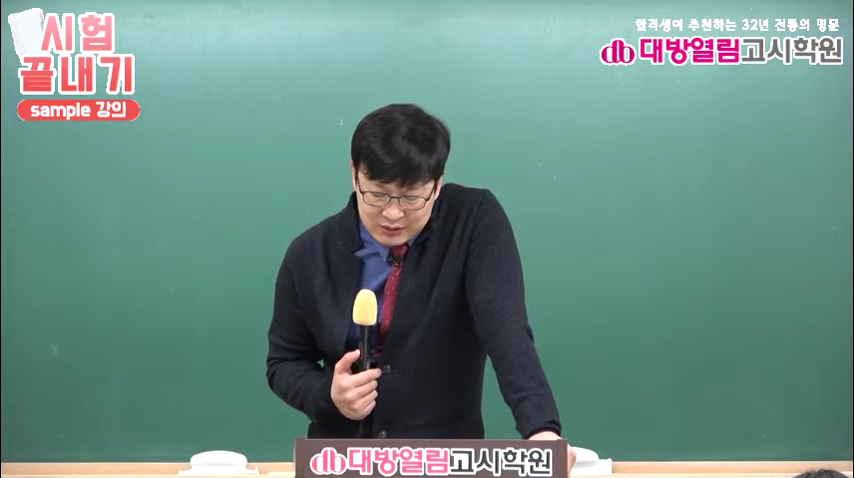 시험
끝내기
sample 강의
합격생이 추천하는 32년 전통의 명문
db 대방열림고시학원
db 대방열림고시학원